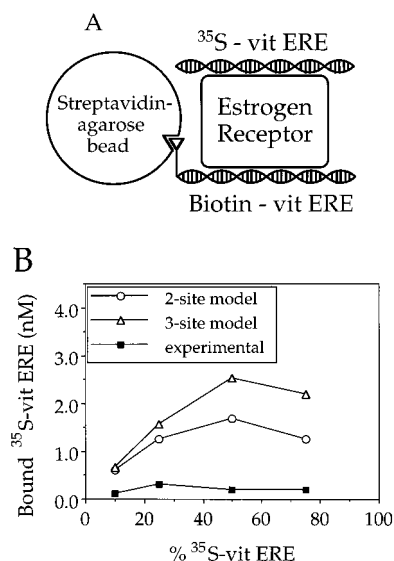 A
³⁵S - vit ERE
Streptavidin-
agarose
bead
Estrogen
Receptor
Biotin - vit ERE
B
2-site model
3-site model
experimental
Bound ³⁵S-vit ERE (nM)
4.0
3.0
2.0
1.0
0.0
0 20 40 60 80 100
% ³⁵S-vit ERE